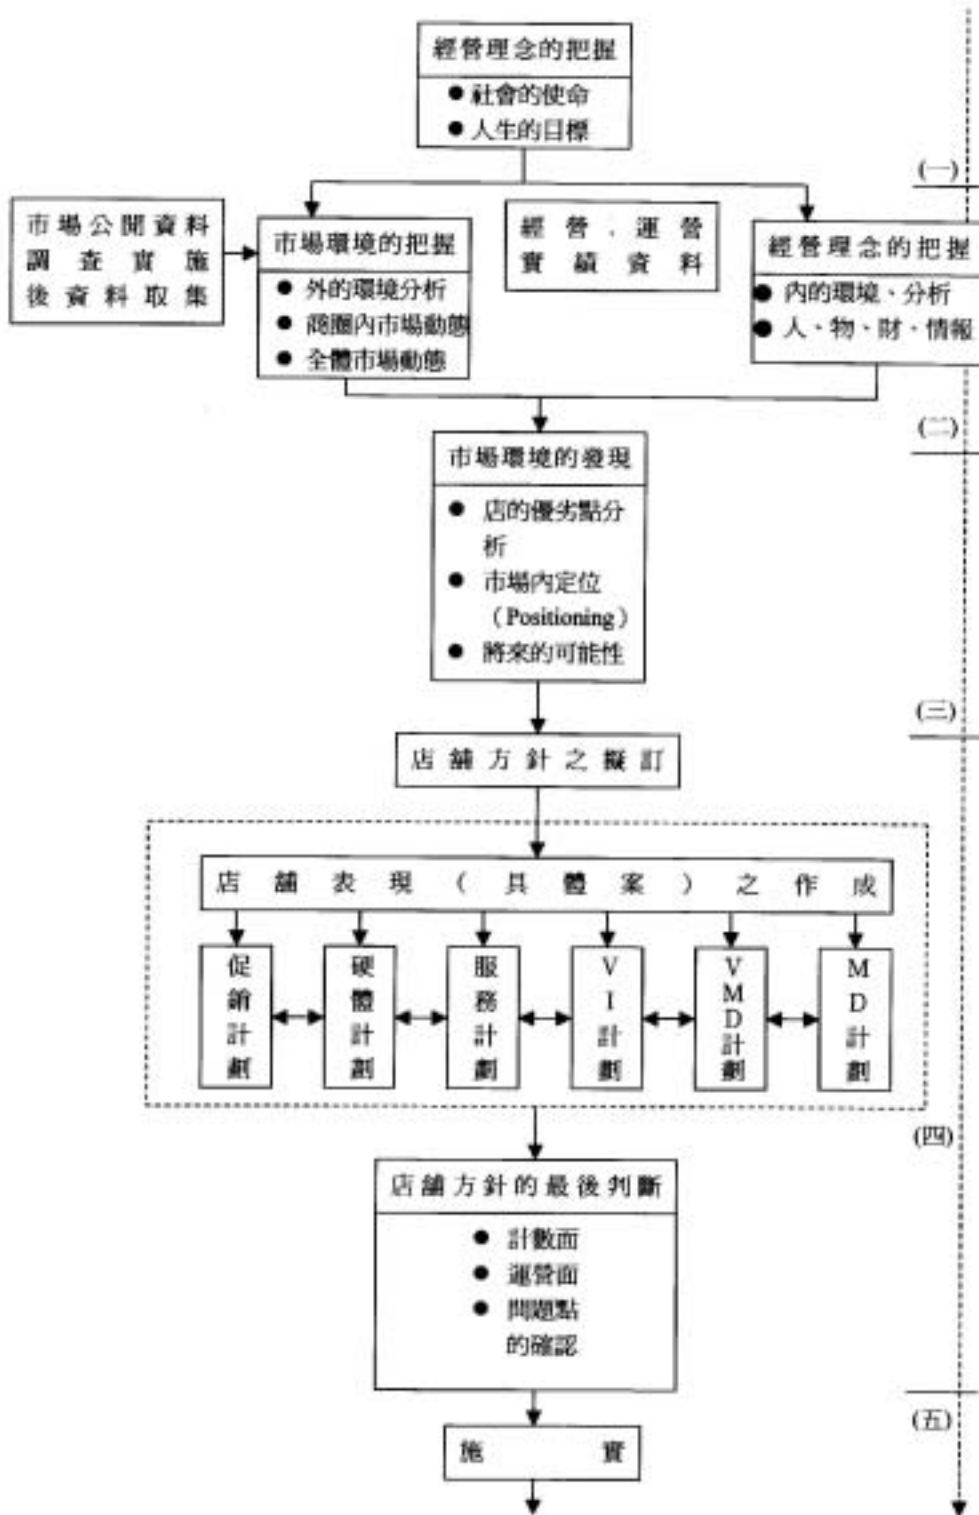 經營理念的把握
● 社會的使命
● 人生的目標
(一)
市場公開資料
調查實施
後資料取集
市場環境的把握
● 外的環境分析
● 商圈內市場動態
● 全體市場動態
經營、運營
實績資料
經營理念的把握
● 內的環境、分析
● 人、物、財、情報
(二)
市場環境的發現
● 店的優劣點分
析
● 市場內定位
(Positioning)
● 將來的可能性
(三)
店舖方針之擬訂
店舖表現(具體案)之作成
促銷計劃
硬體計劃
服務計劃
VI計劃
VMD計劃
MD計劃
(四)
店舖方針的最後判斷
● 計數面
● 運營面
● 問題點
的確認
(五)
施實